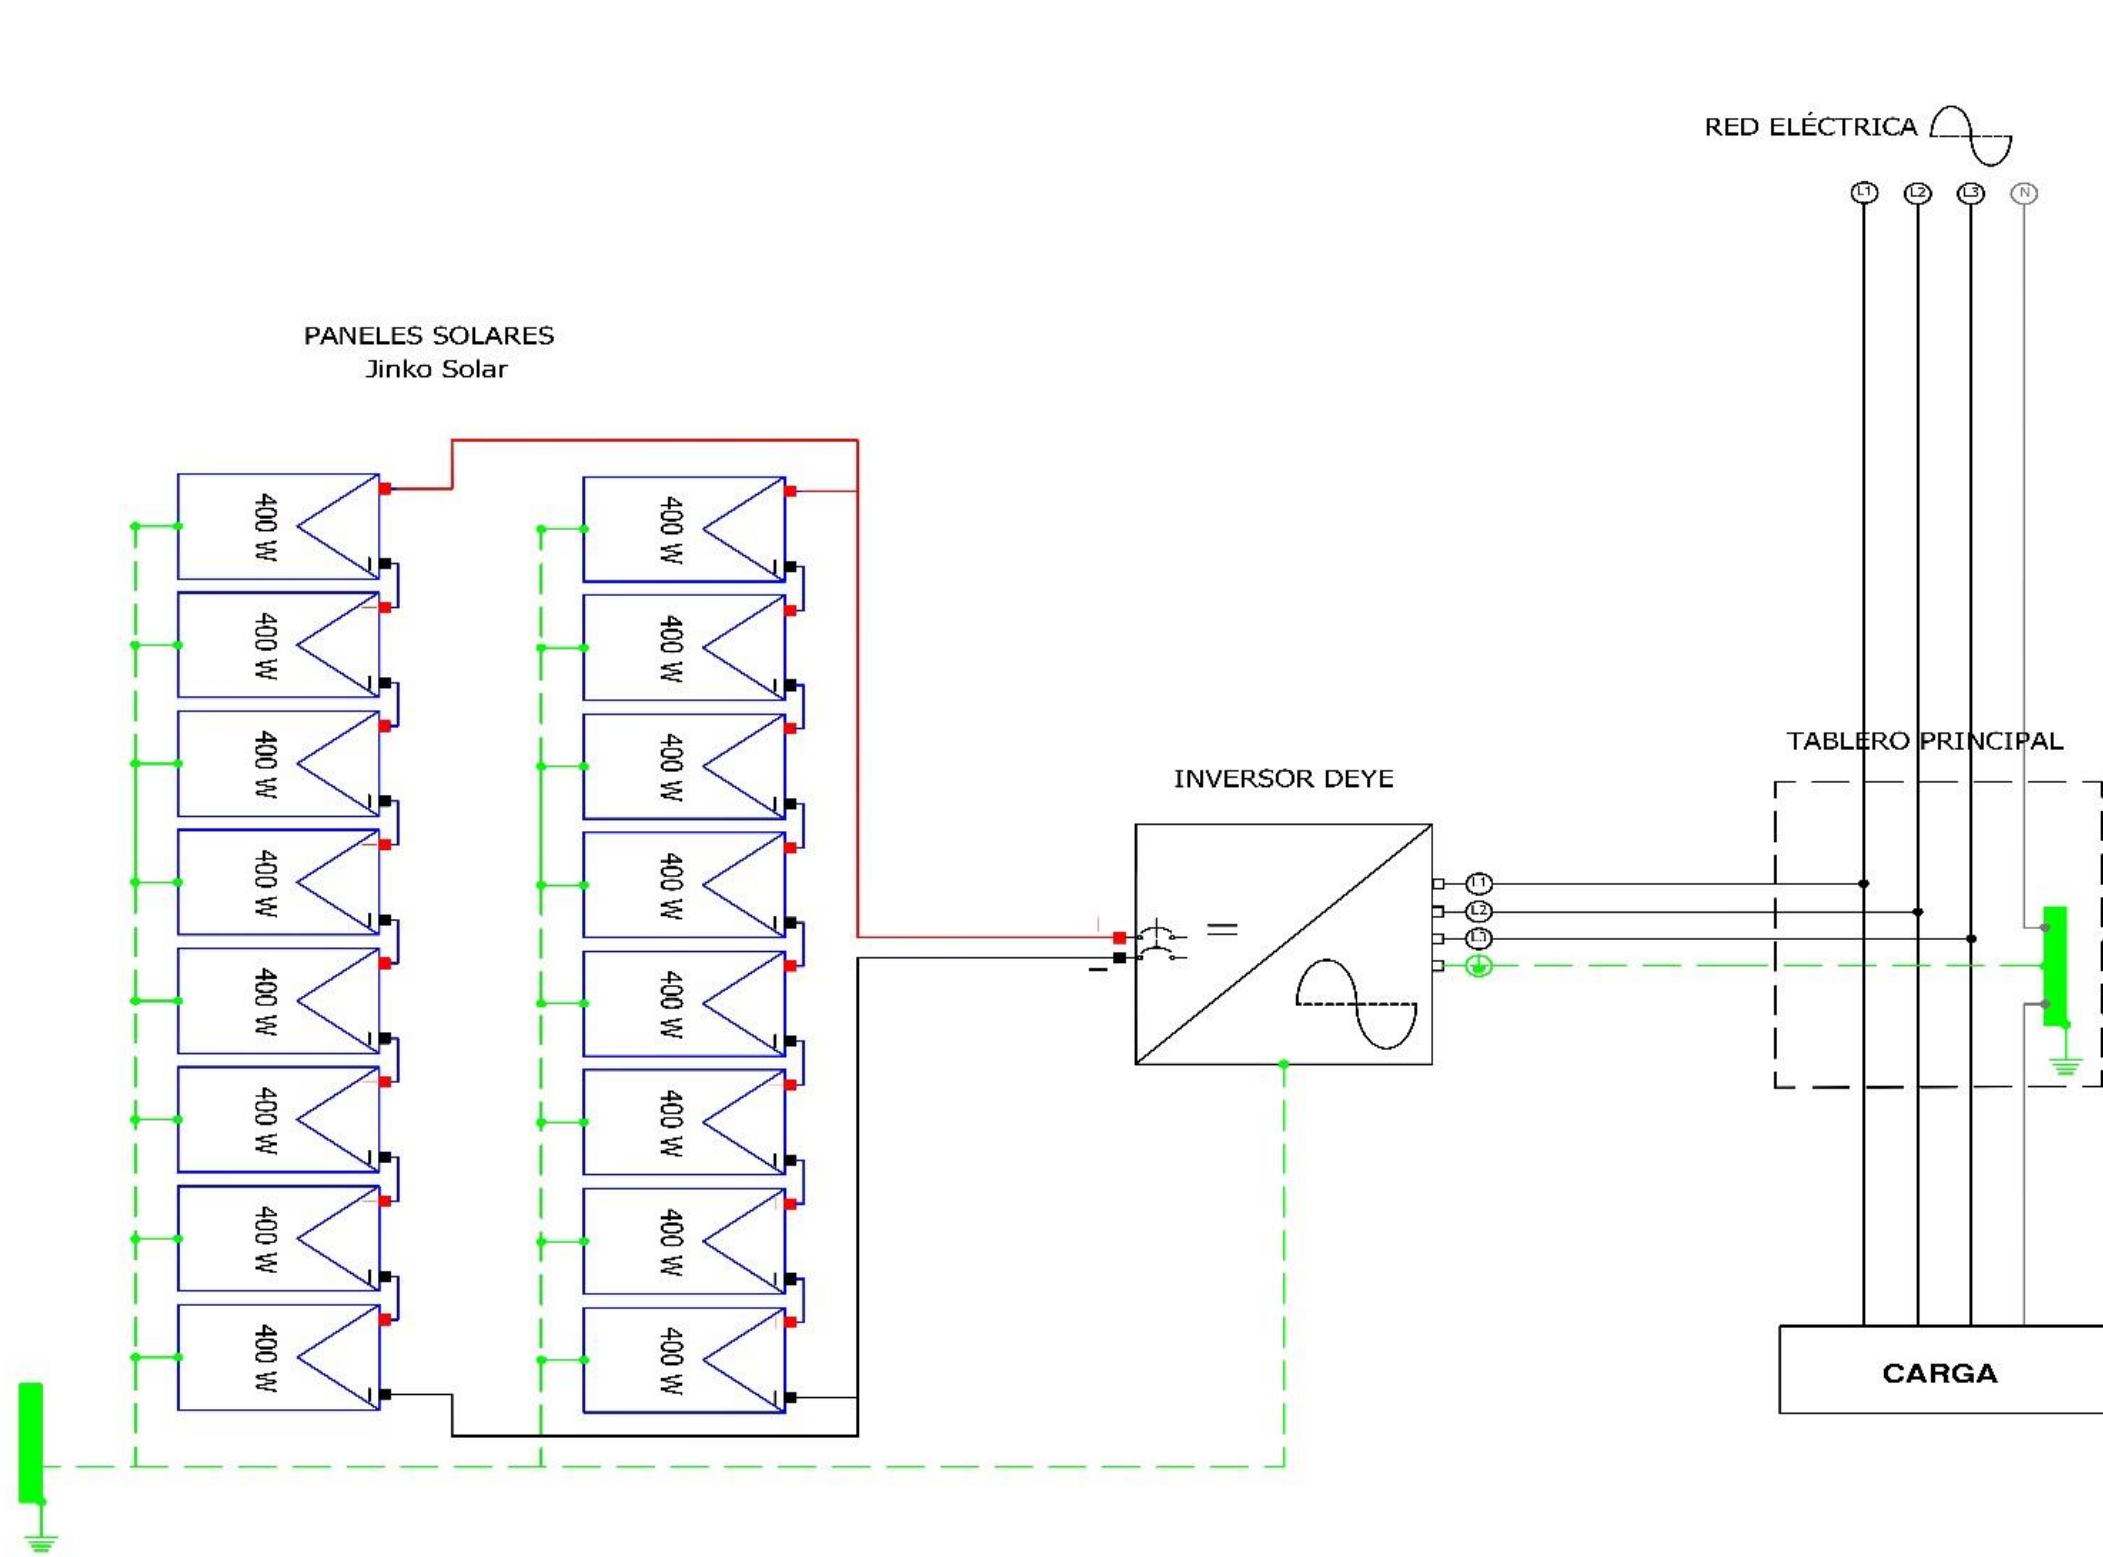 RED ELÉCTRICA
L1 L2 L3 N
PANELES SOLARES
Jinko Solar
400 W 400 W
400 W 400 W
400 W 400 W
400 W 400 W
400 W 400 W
400 W 400 W
400 W 400 W
400 W 400 W
INVERSOR DEYE
L1
L2
L3
TABLERO PRINCIPAL
CARGA